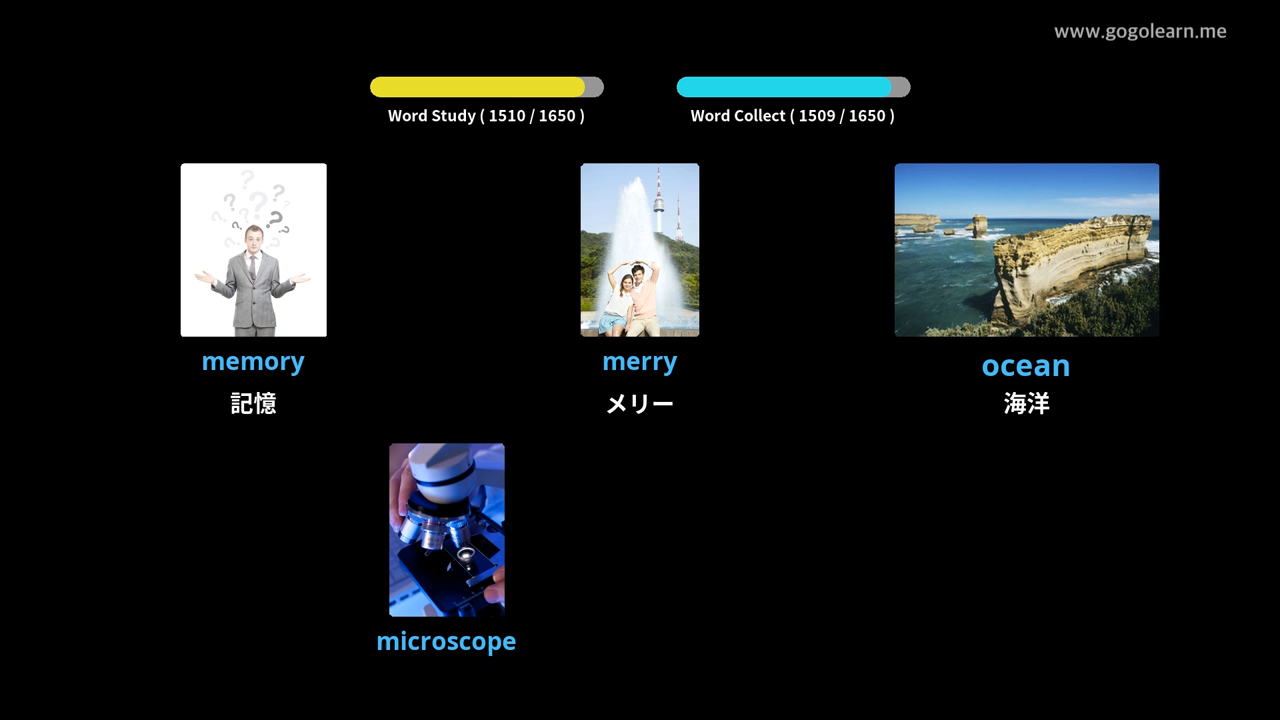 www.gogolearn.me
Word Study ( 1510 / 1650 )
Word Collect ( 1509 / 1650 )
memory
merry
ocean
記憶
メリー
海洋
microscope